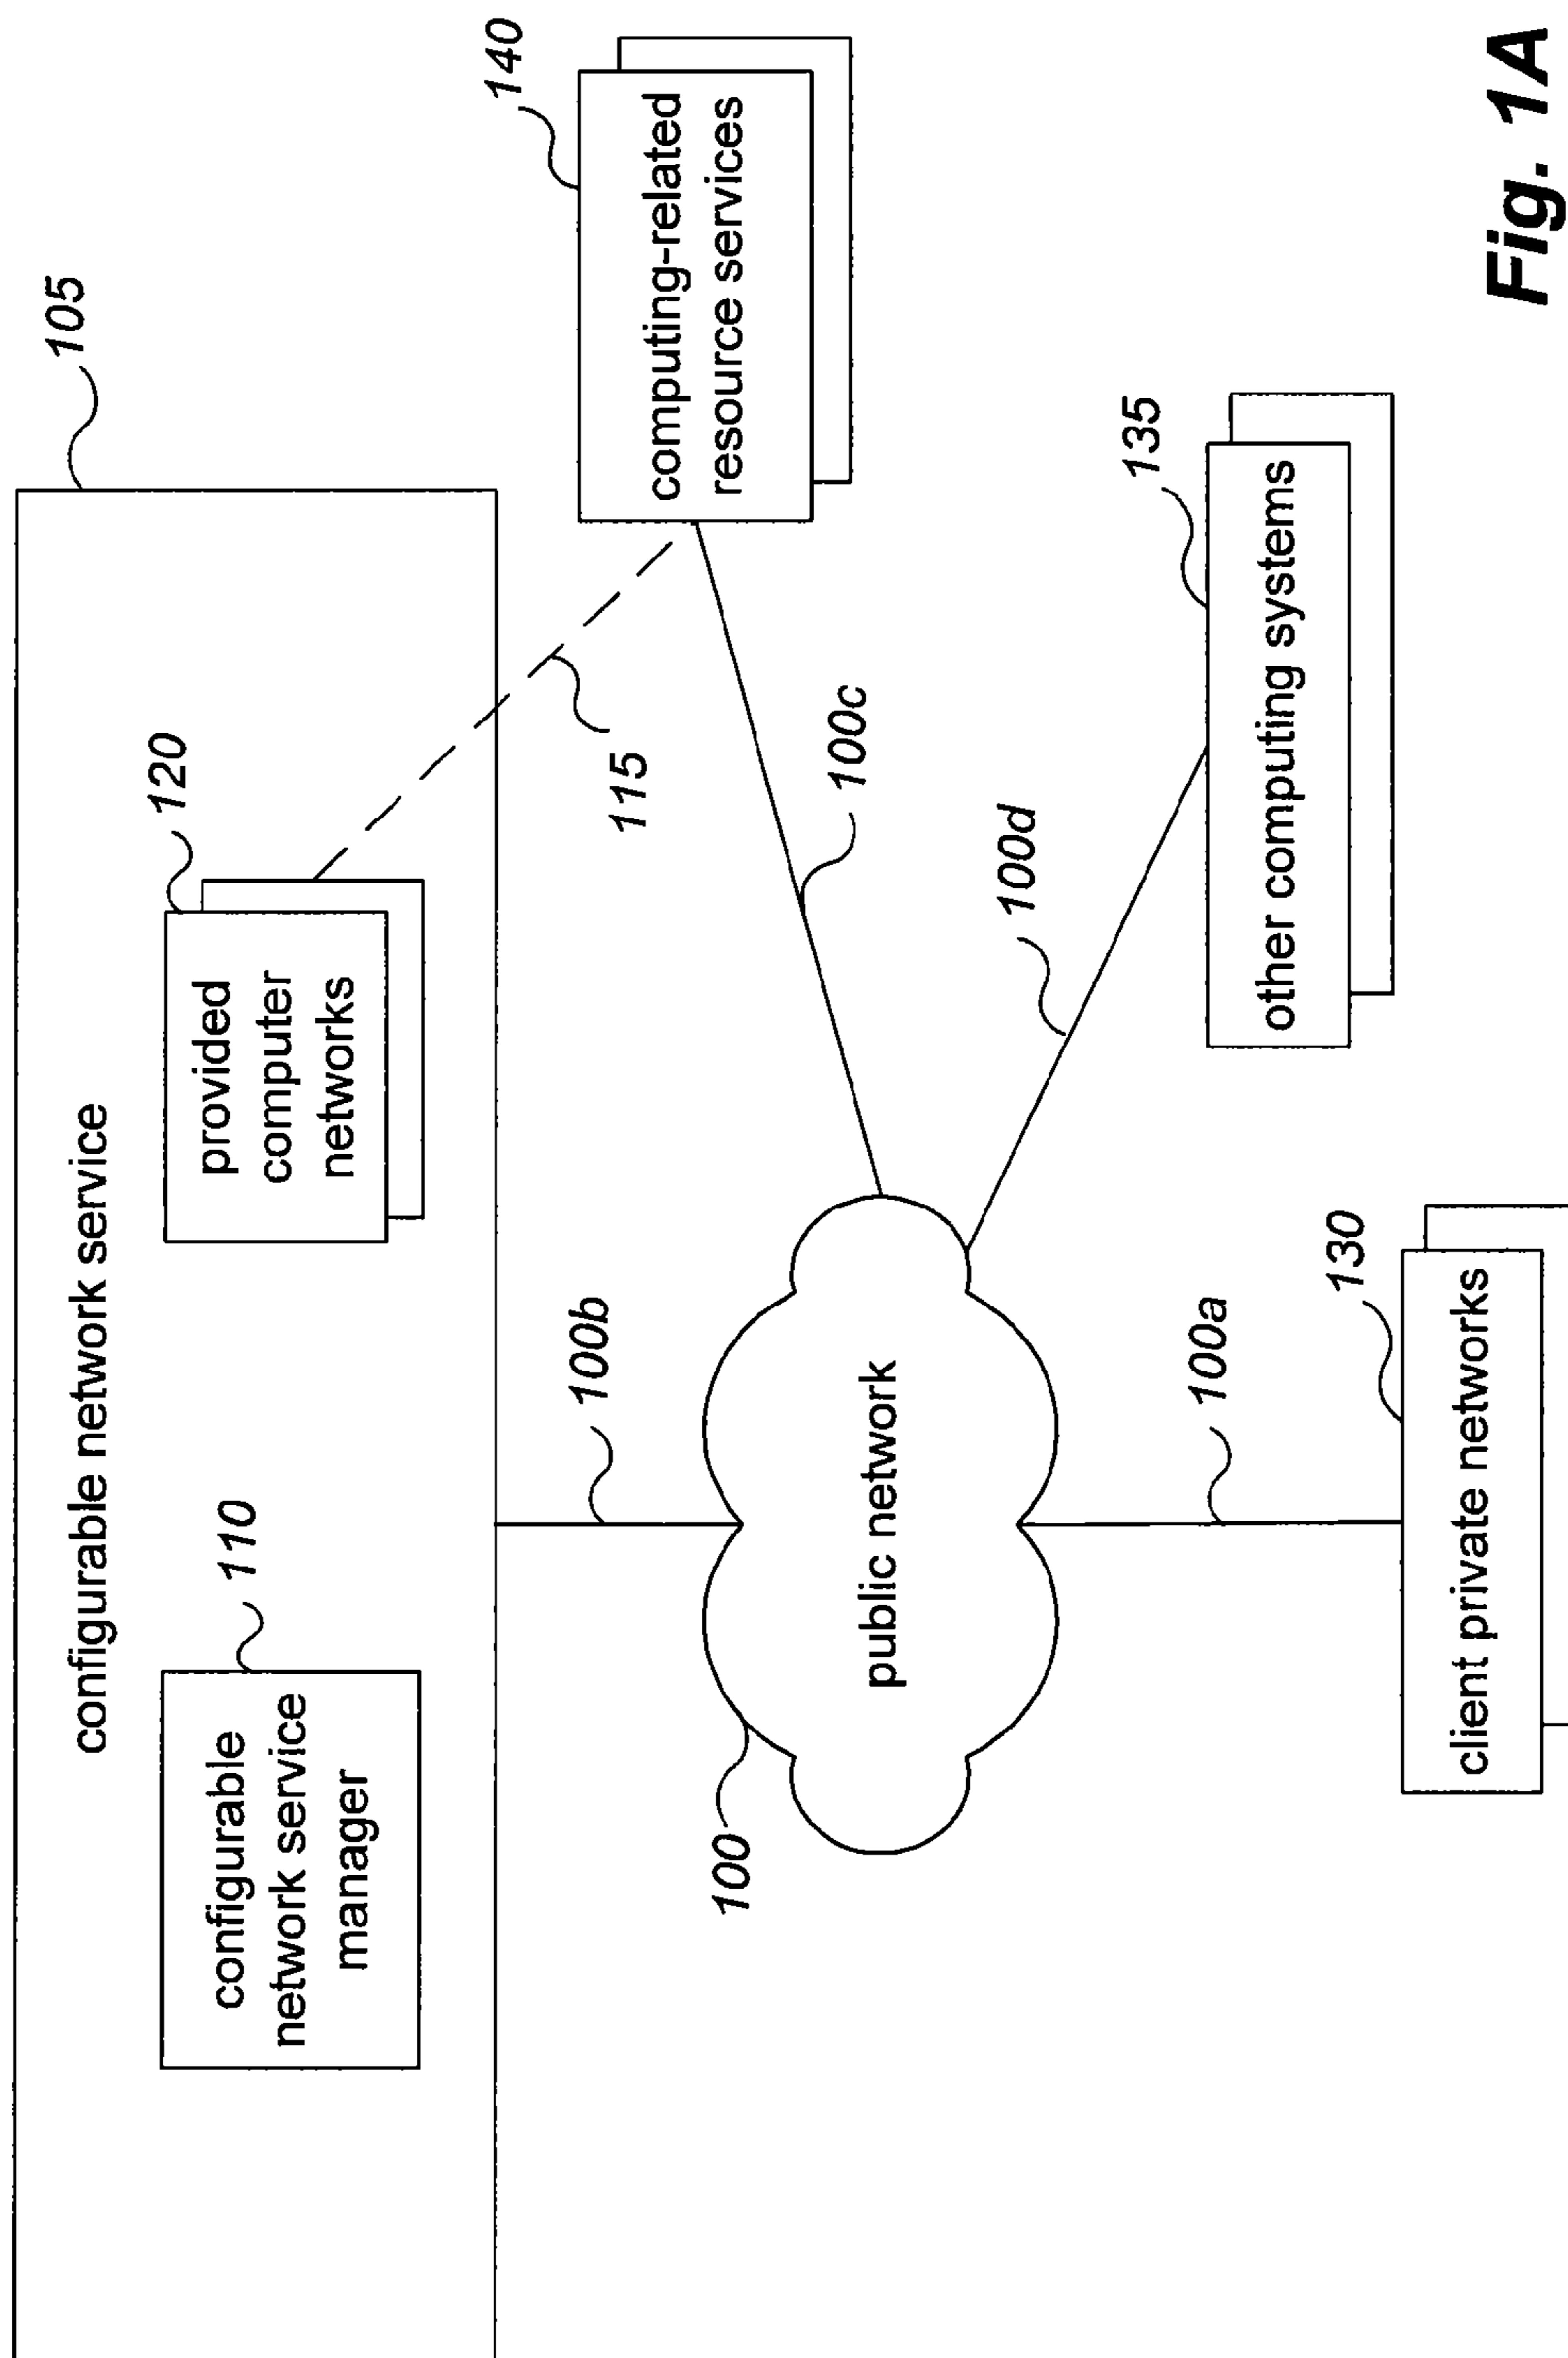 configurable network service
105
configurable
network service
manager
110
provided
computer
networks
120
115
140
computing-related
resource services
100b
100c
100
public network
100d
135
other computing systems
100a
130
client private networks
Fig. 1A